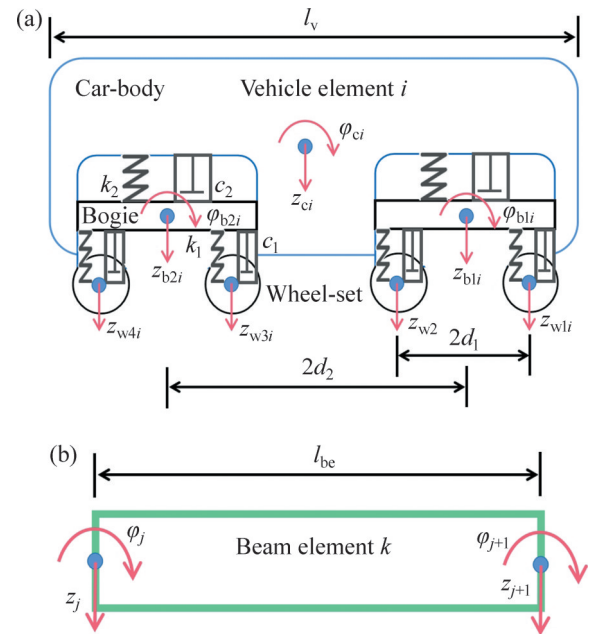 (a)
l_v
Car-body Vehicle element i
φ_ci
z_ci
k_2 c_2
Bogie φ_b2i φ_b1i
k_1 c_1
z_b2i z_b1i
Wheel-set
z_w4i z_w3i z_w2 z_w1i
2d_1
2d_2
(b)
l_be
φ_j φ_j+1
Beam element k
z_j z_j+1